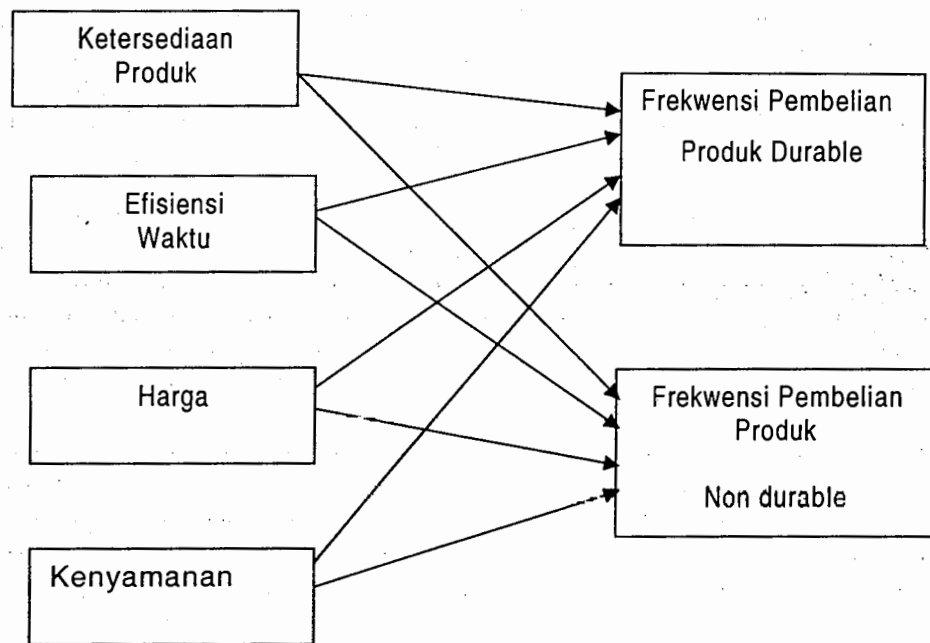 Ketersediaan
Produk
Efisiensi
Waktu
Harga
Kenyamanan
Frekwensi Pembelian
Produk Durable
Frekwensi Pembelian
Produk
Non durable